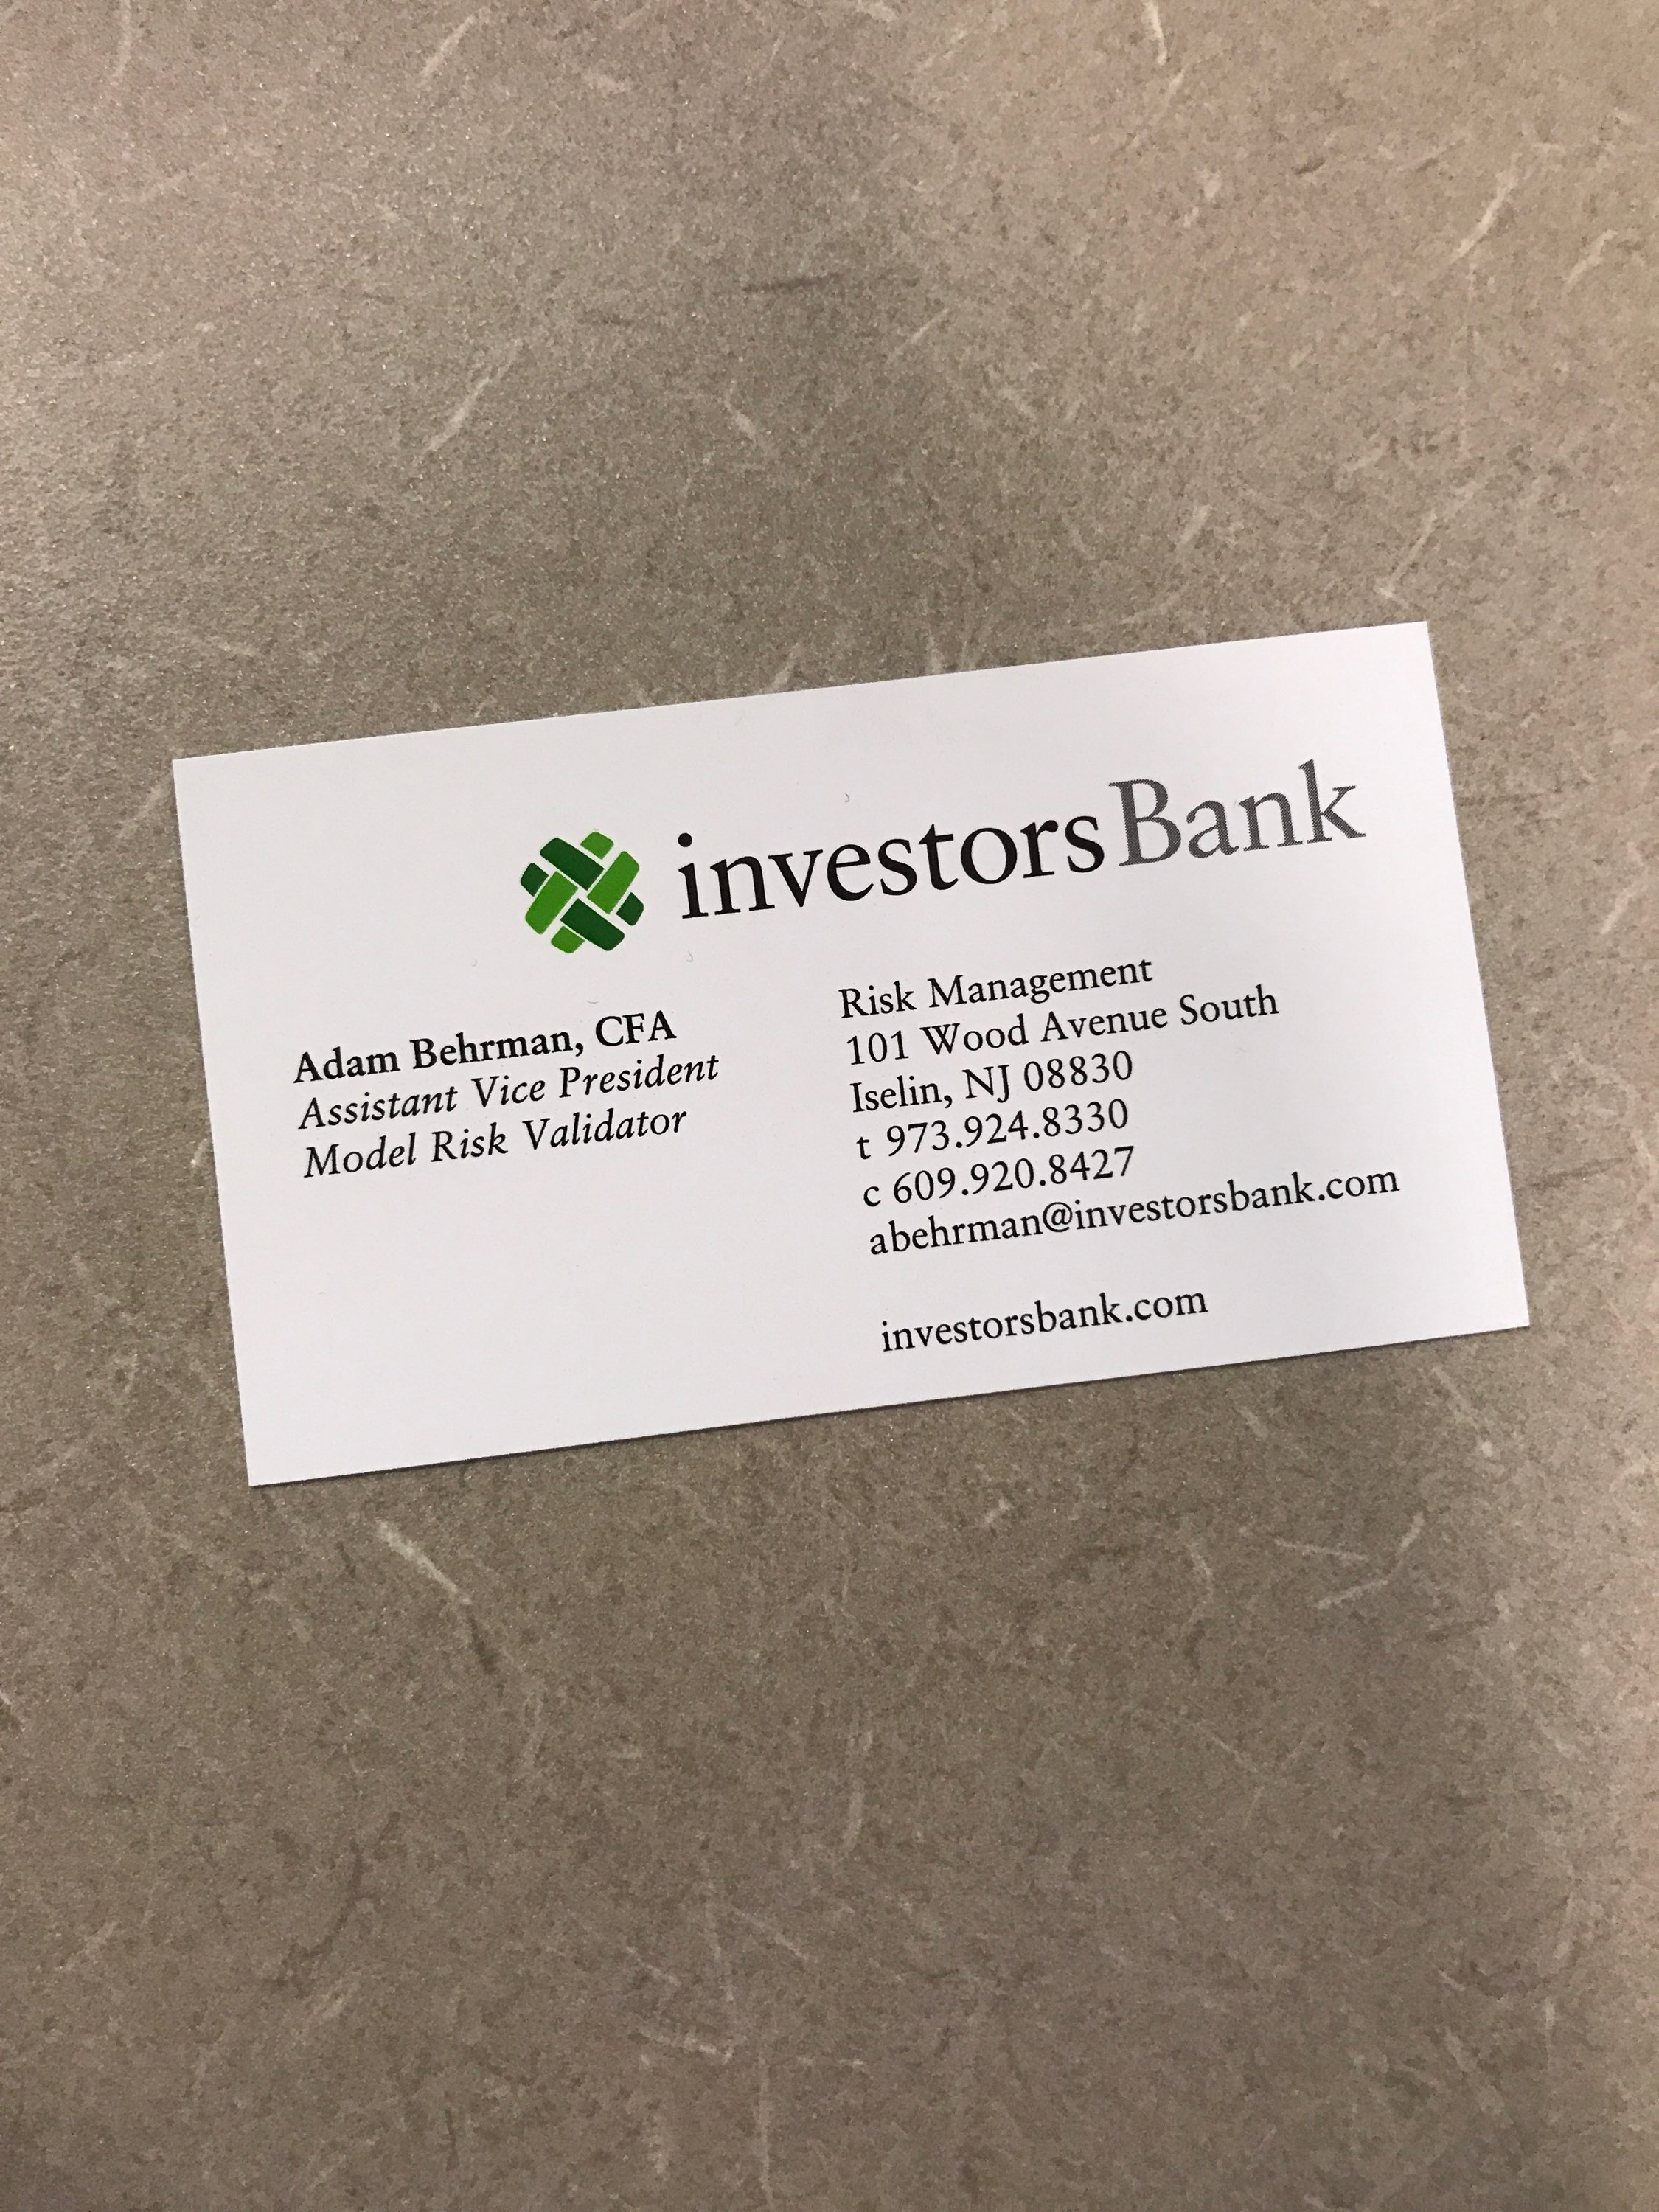 investorsBank
Adam Behrman, CFA
Assistant Vice President
Model Risk Validator
Risk Management
101 Wood Avenue South
Iselin, NJ 08830
t 973.924.8330
c 609.920.8427
abehrman@investorsbank.com
investorsbank.com